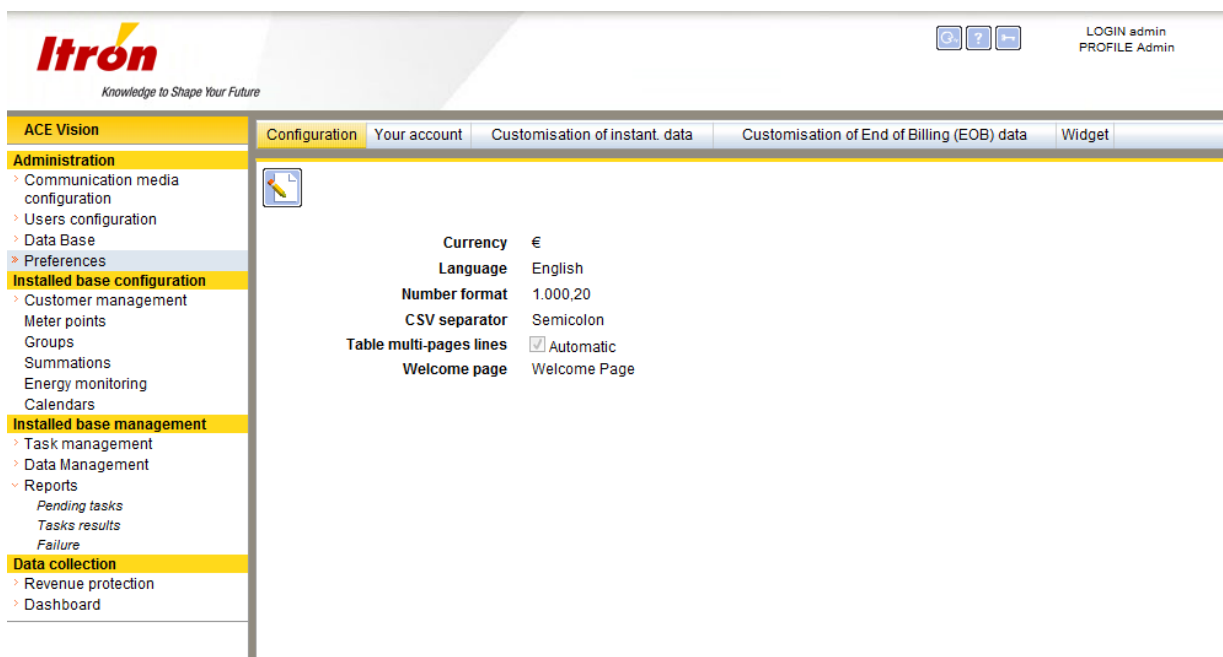 Itron
Knowledge to Shape Your Future
?
LOGIN admin
PROFILE Admin
ACE Vision
Configuration Your account Customisation of instant. data Customisation of End of Billing (EOB) data Widget
Administration
Communication media
configuration
Users configuration
Data Base
Preferences
Installed base configuration
Customer management
Meter points
Groups
Summations
Energy monitoring
Calendars
Installed base management
Task management
Data Management
Reports
Pending tasks
Tasks results
Failure
Data collection
Revenue protection
Dashboard
Currency €
Language English
Number format 1.000,20
CSV separator Semicolon
Table multi-pages lines Automatic
Welcome page Welcome Page